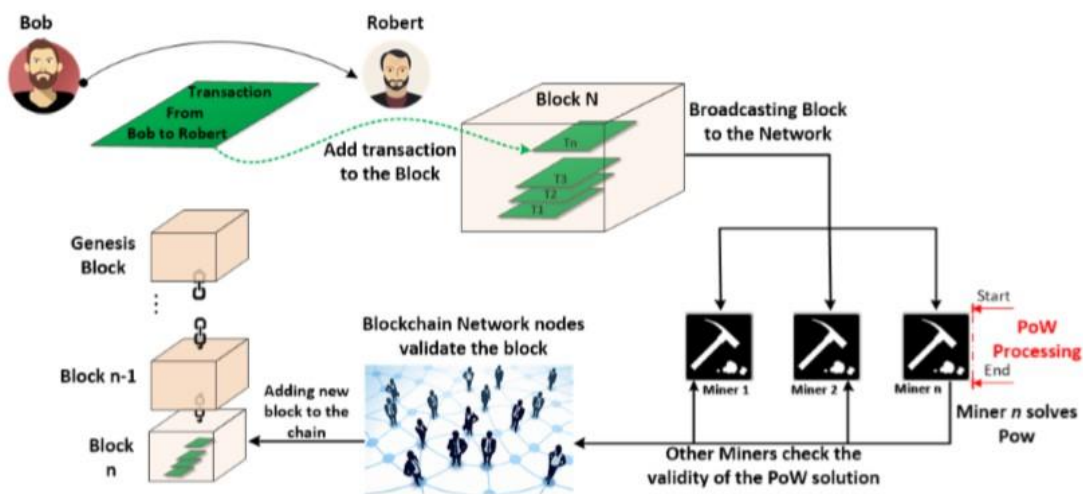 Bob
Robert
Transaction
From
Bob to Robert
Add transaction
to the Block
Block N
Tn
T3
T2
T1
Broadcasting Block
to the Network
Genesis
Block
...
Block n-1
Block
n
Adding new
block to the
chain
Blockchain Network nodes
validate the block
Miner 1
Miner 2
Miner n
Start
PoW
Processing
End
Miner n solves
Pow
Other Miners check the
validity of the PoW solution